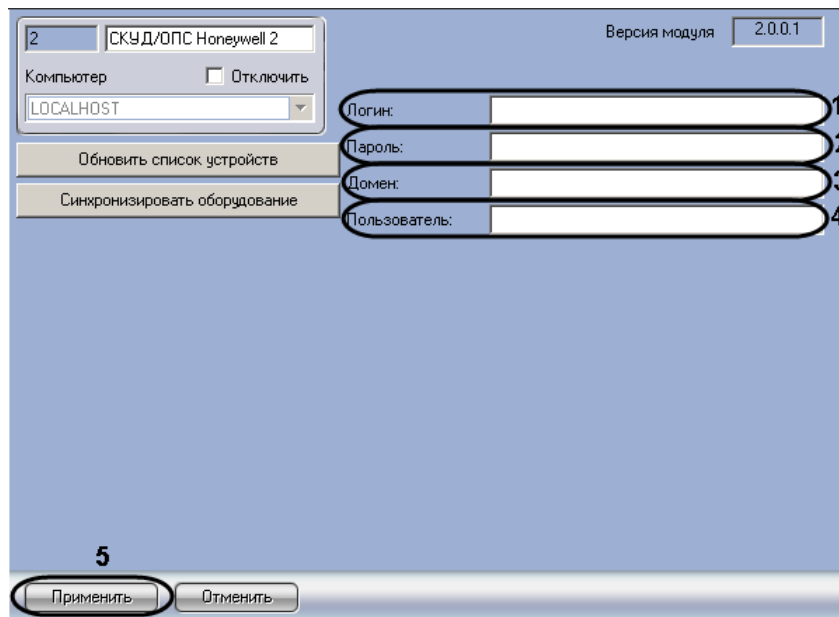 2 СКУД/ОПС Honeywell 2
Версия модуля 2.0.0.1
Компьютер Отключить
LOCALHOST
Логин: 1
Пароль: 2
Обновить список устройств
Домен: 3
Синхронизировать оборудование
Пользователь: 4
5
Применить Отменить